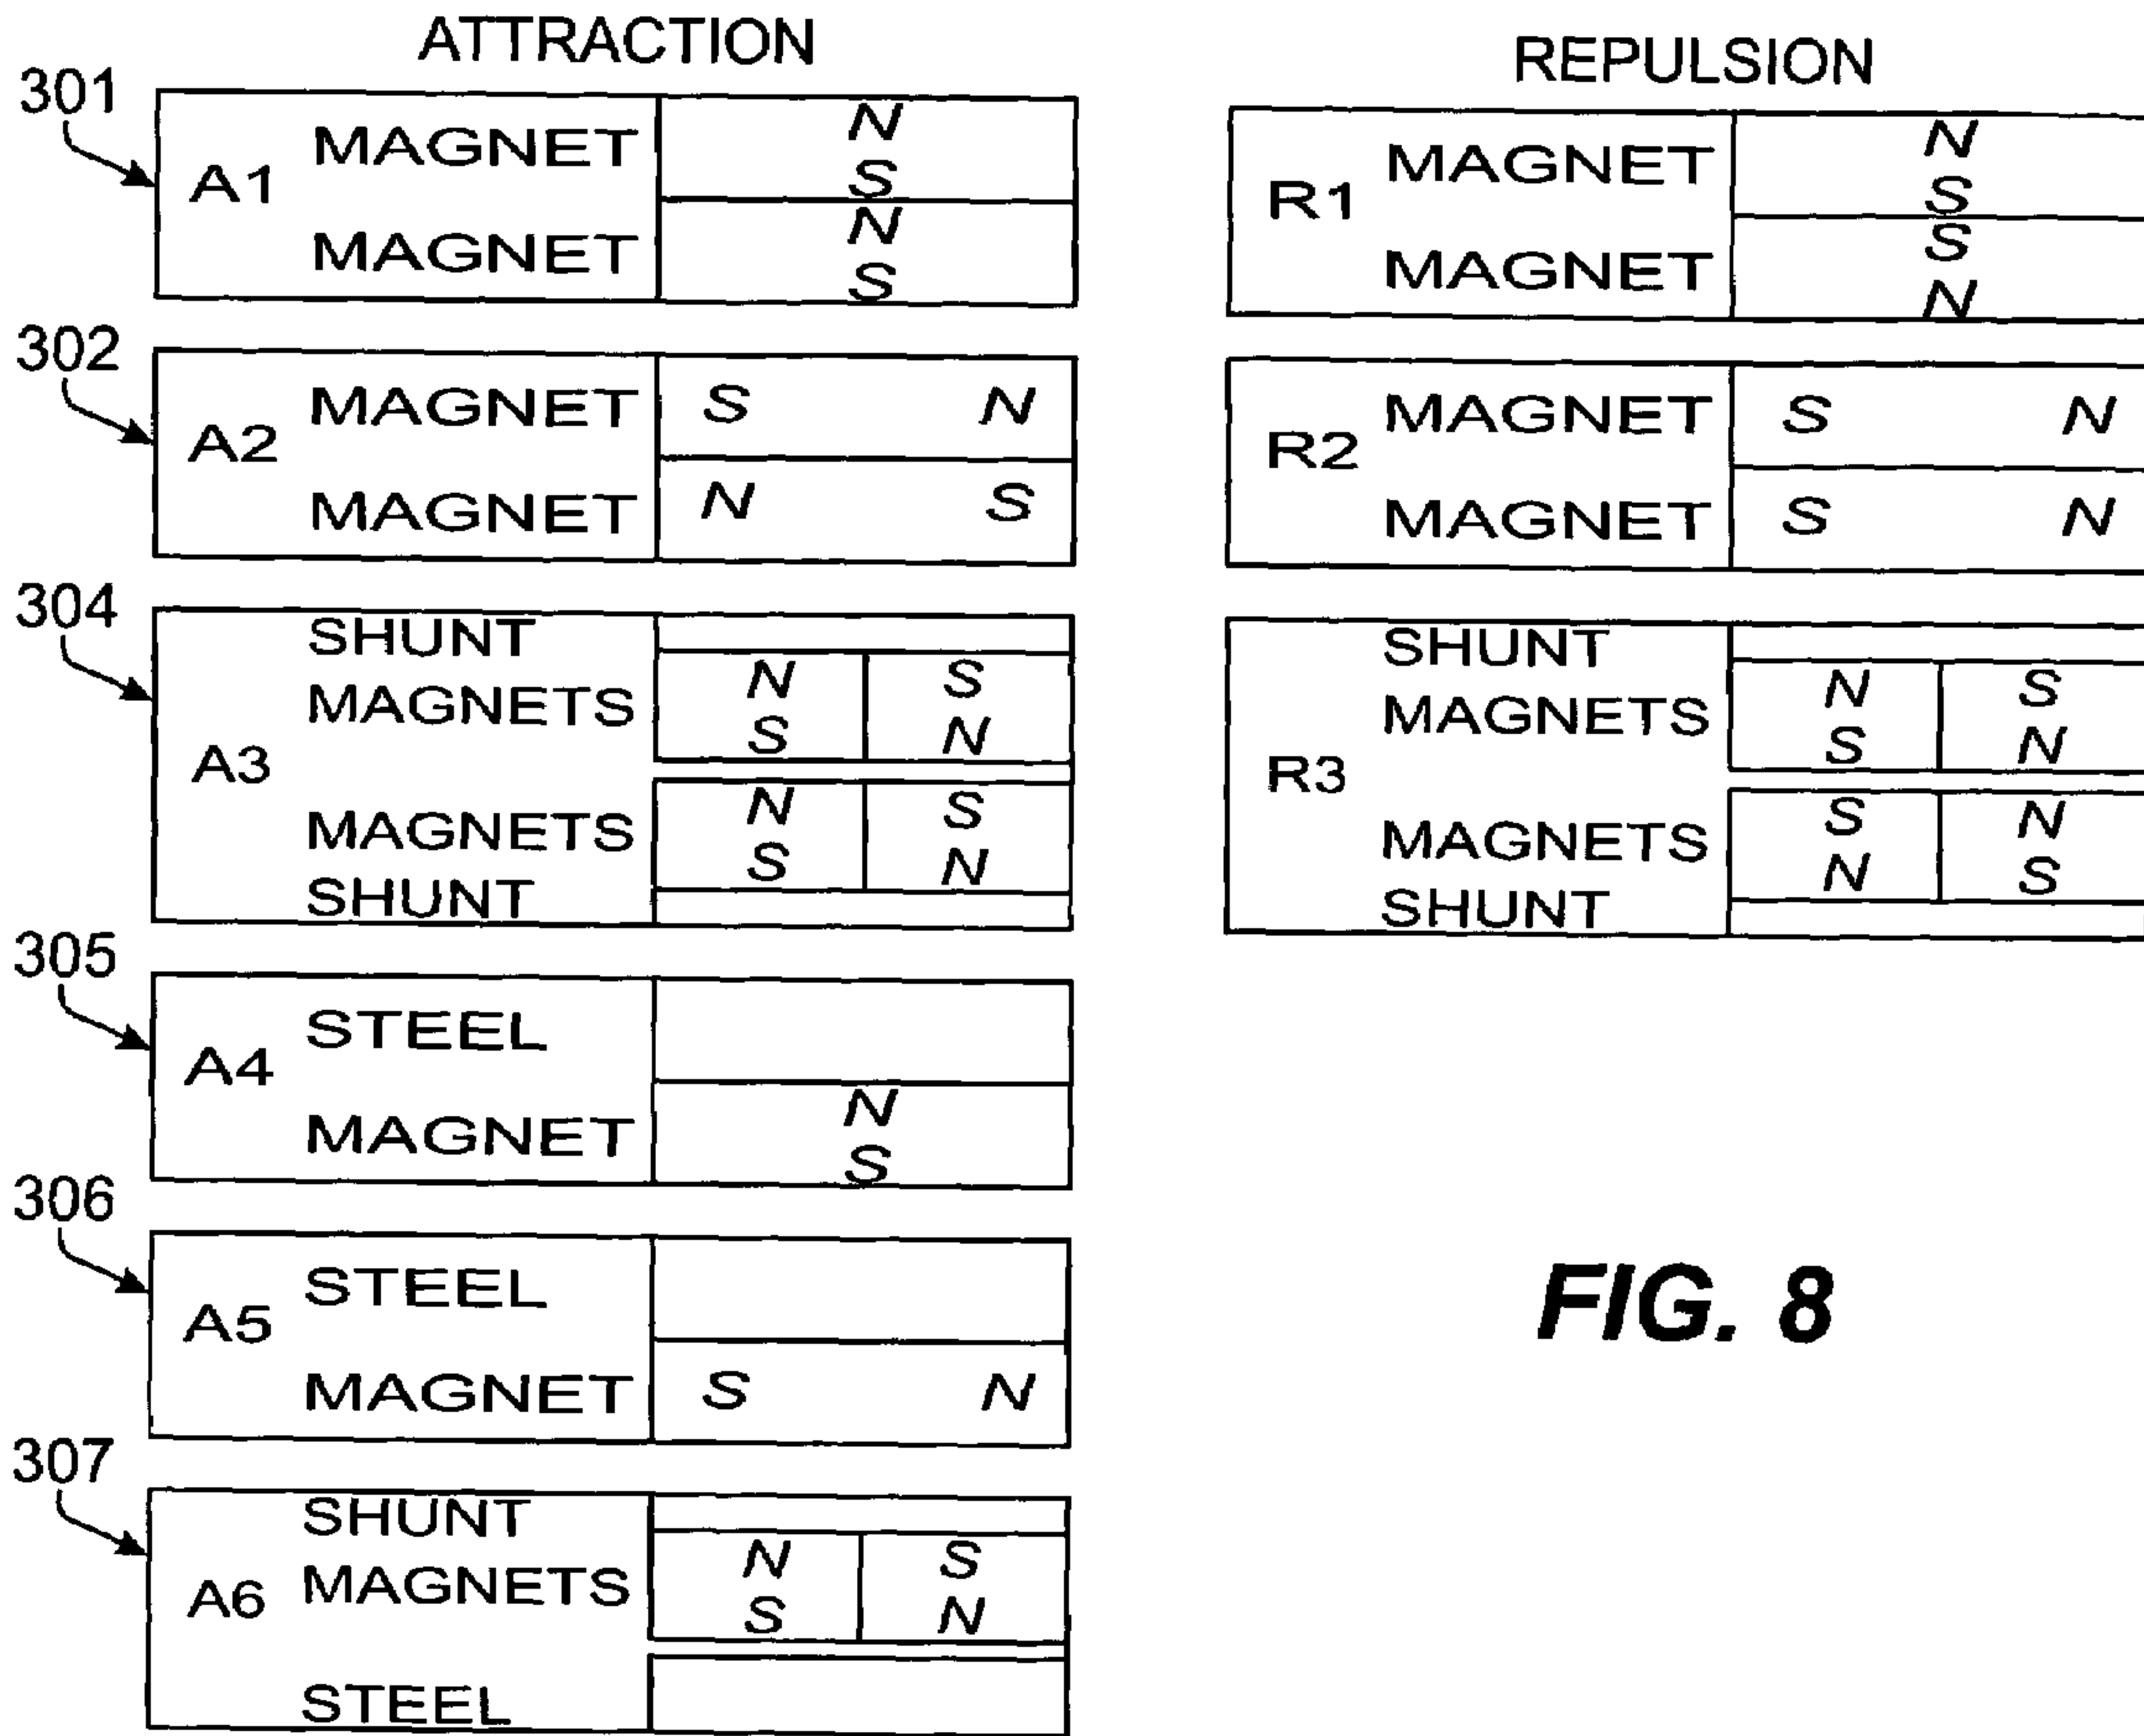 ATTRACTION
301
A1
MAGNET
N
S
MAGNET
N
S
302
A2
MAGNET
S N
MAGNET
N S
304
A3
SHUNT
MAGNETS
N S
S N
MAGNETS
N S
S N
SHUNT
305
A4
STEEL
MAGNET
N
S
306
A5
STEEL
MAGNET
S N
307
A6
SHUNT
MAGNETS
N S
S N
STEEL
REPULSION
R1
MAGNET
N
S
MAGNET
S
N
R2
MAGNET
S N
MAGNET
S N
R3
SHUNT
MAGNETS
N S
S N
MAGNETS
S N
N S
SHUNT
FIG. 8